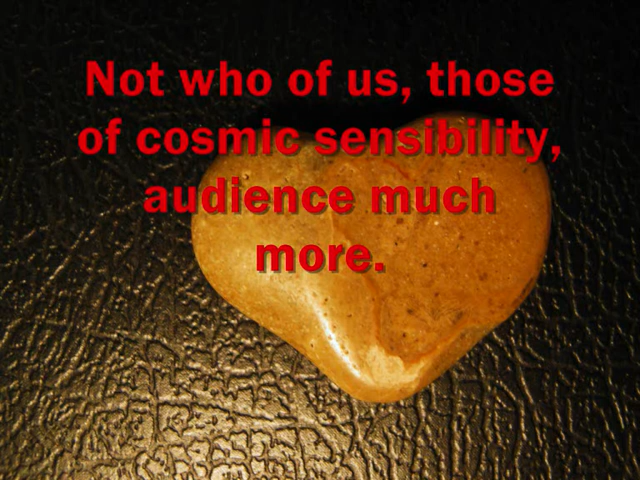 Not who of us, those
of cosmic sensibility,
audience much
more.